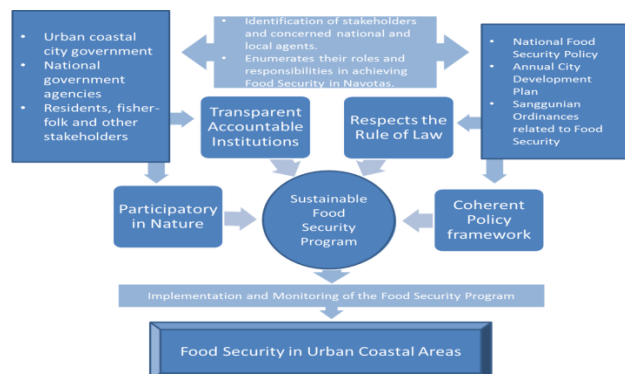 • Urban coastal
city government
• National
government
agencies
• Residents, fisher-
folk and other
stakeholders
• Identification of stakeholders
and concerned national and
local agents.
• Enumerates their roles and
responsibilities in achieving
Food Security in Navotas.
• National Food
Security Policy
• Annual City
Development
Plan
• Sanggunian
Ordinances
related to Food
Security
Transparent
Accountable
Institutions
Respects the
Rule of Law
Participatory
in Nature
Sustainable
Food
Security
Program
Coherent
Policy
framework
Implementation and Monitoring of the Food Security Program
Food Security in Urban Coastal Areas